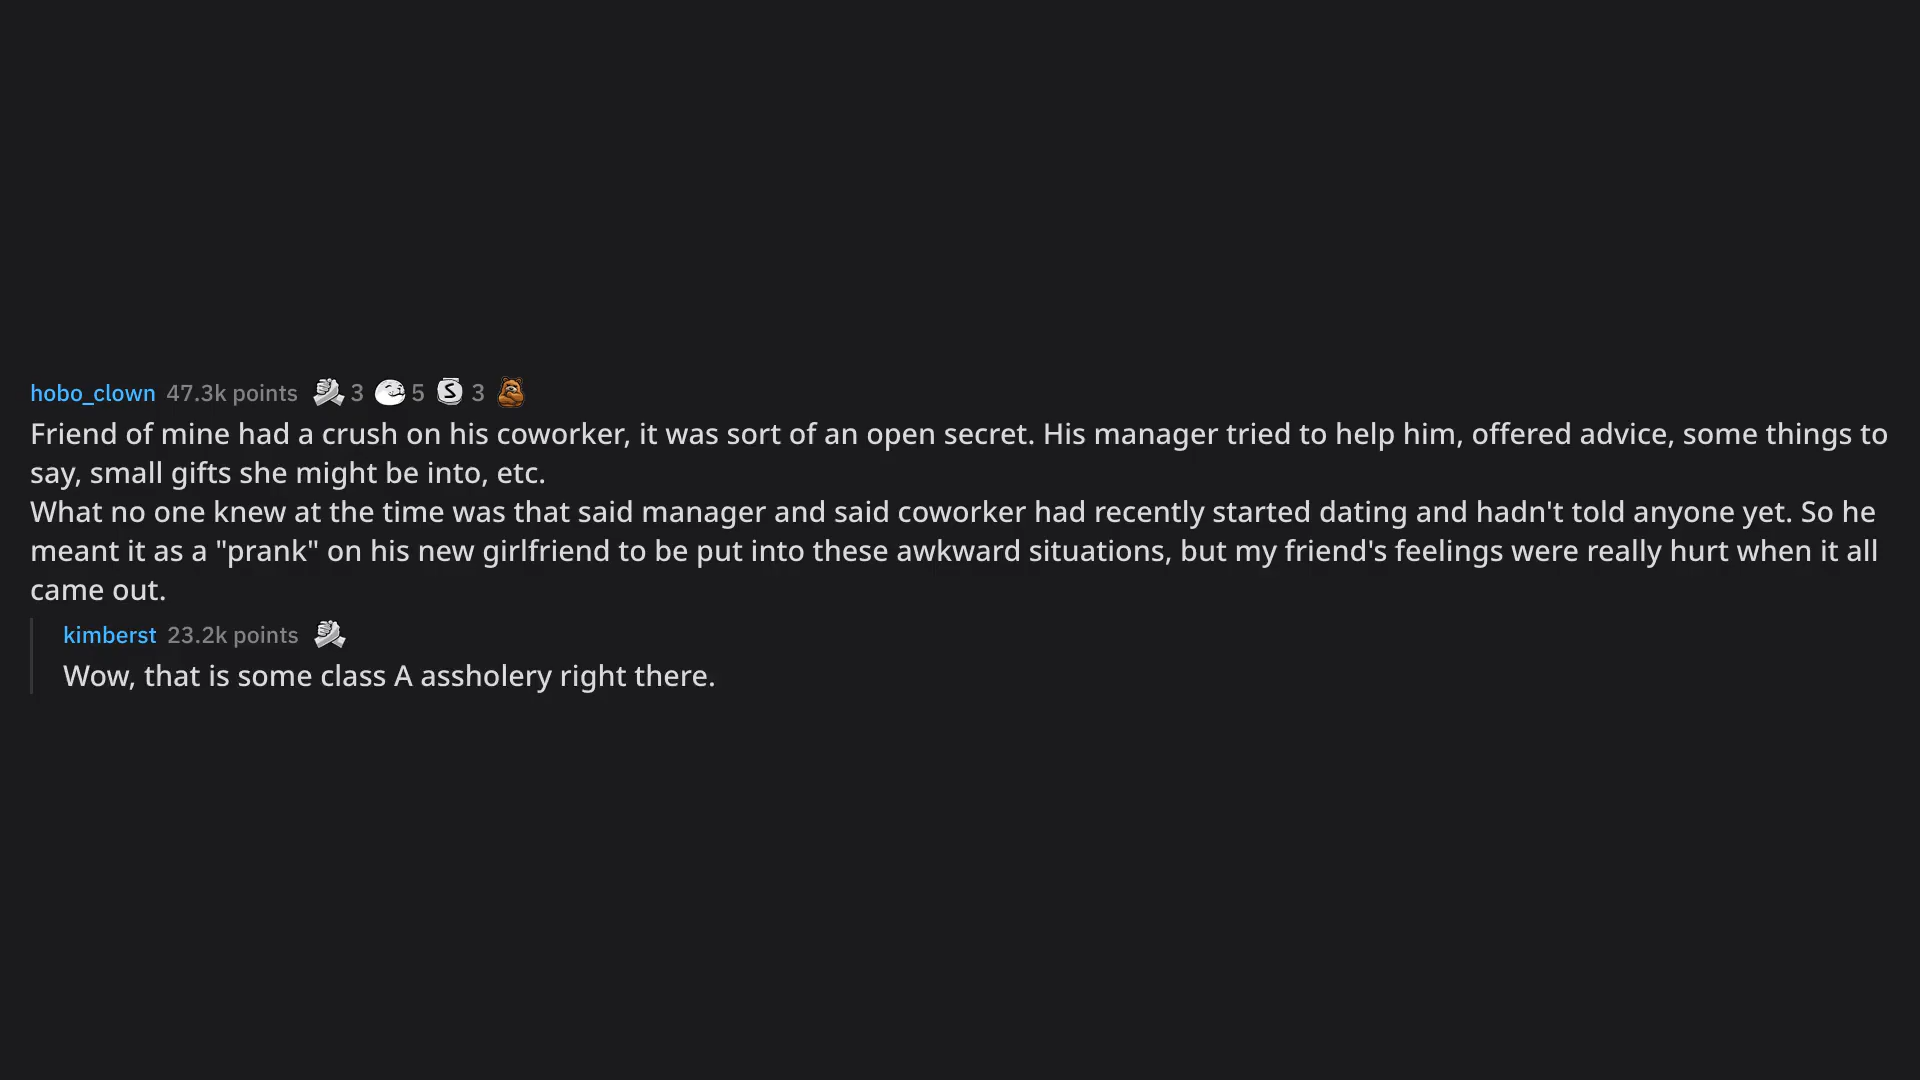 hobo_clown 47.3k points 3 5 S 3
Friend of mine had a crush on his coworker, it was sort of an open secret. His manager tried to help him, offered advice, some things to
say, small gifts she might be into, etc.
What no one knew at the time was that said manager and said coworker had recently started dating and hadn't told anyone yet. So he
meant it as a "prank" on his new girlfriend to be put into these awkward situations, but my friend's feelings were really hurt when it all
came out.
kimberst 23.2k points
Wow, that is some class A assholery right there.